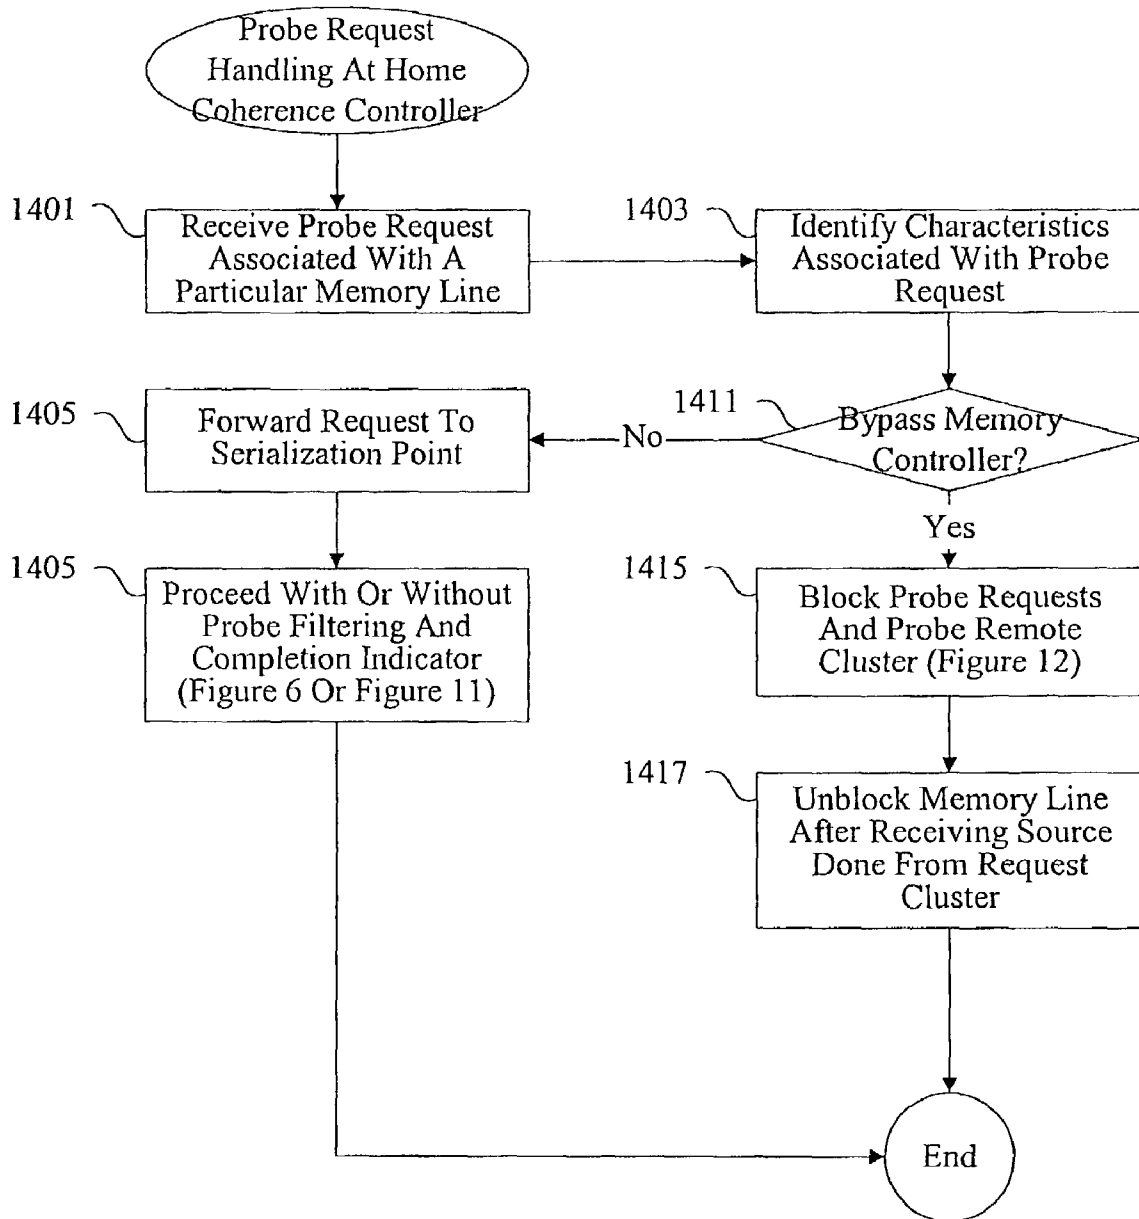 Probe Request
Handling At Home
Coherence Controller
1401
Receive Probe Request
Associated With A
Particular Memory Line
1403
Identify Characteristics
Associated With Probe
Request
1405
Forward Request To
Serialization Point
No
1411
Bypass Memory
Controller?
Yes
1405
Proceed With Or Without
Probe Filtering And
Completion Indicator
(Figure 6 Or Figure 11)
1415
Block Probe Requests
And Probe Remote
Cluster (Figure 12)
1417
Unblock Memory Line
After Receiving Source
Done From Request
Cluster
End